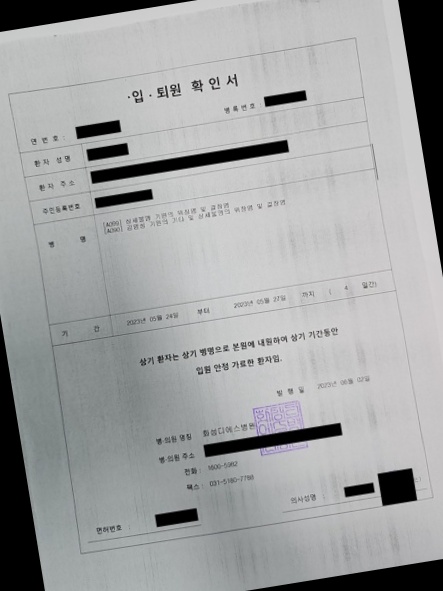 ·입·퇴원 확인서
연 번 호 :
병록번호
환자 성명
환자 주소
주민등록번호
병 명
[A099] 상세불명 기원의 위장염 및 결장염
[A090] 감염성 기원의 기타 및 상세불명의 위장염 및 결장염
기 간 2023년 05월 24일 부터 2023년 05월 27일 까지 ( 4 일간)
상기 환자는 상기 병명으로 본원에 내원하여 상기 기간동안
입원 안정 가료한 환자임.
발 행 일 2023년 06월 02일
병·의원 명칭 화성디에스병원
병·의원 주소
전화 : 1600-5962
팩스 : 031-5180-7788
의사성명 :
면허번호 :